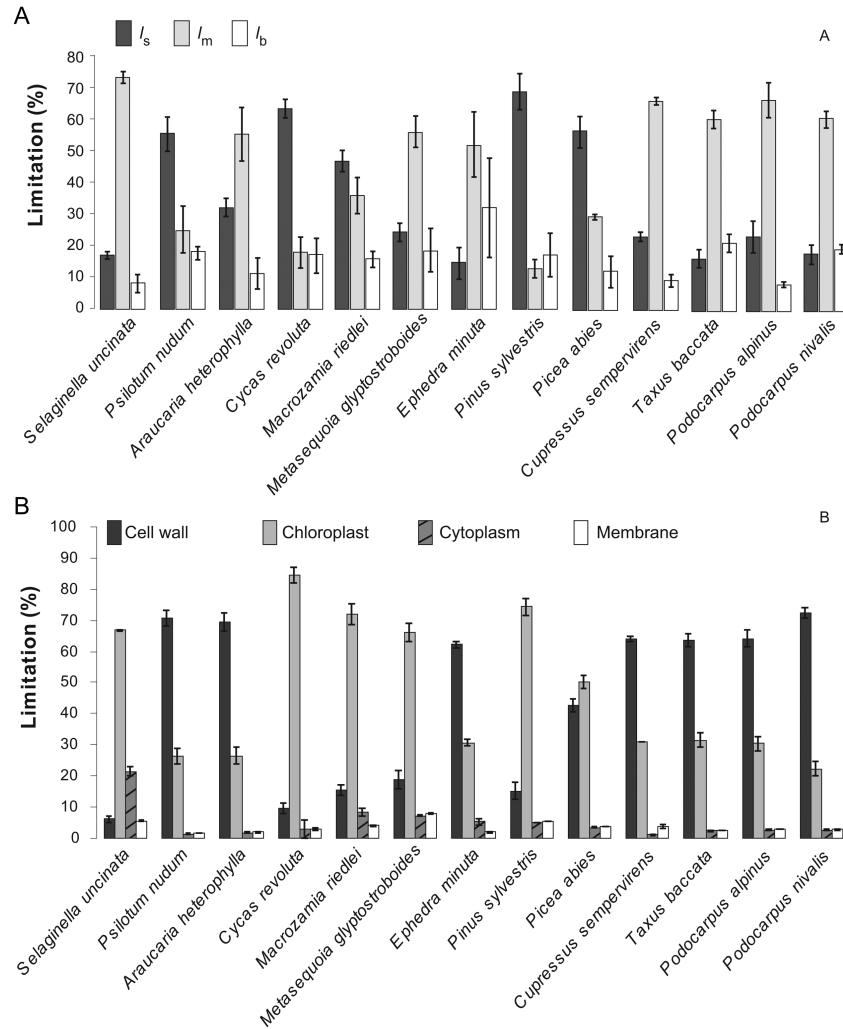 A
ls lm lb
A
Limitation (%)
80
70
60
50
40
30
20
10
0
Selaginella uncinata
Psilotum nudum
Araucaria heterophylla
Cycas revoluta
Macrozamia riedlei
Metasequoia glyptostroboides
Ephedra minuta
Pinus sylvestris
Picea abies
Cupressus sempervirens
Taxus baccata
Podocarpus alpinus
Podocarpus nivalis
B
Cell wall Chloroplast Cytoplasm Membrane
B
Limitation (%)
100
90
80
70
60
50
40
30
20
10
0
Selaginella uncinata
Psilotum nudum
Araucaria heterophylla
Cycas revoluta
Macrozamia riedlei
Metasequoia glyptostroboides
Ephedra minuta
Pinus sylvestris
Picea abies
Cupressus sempervirens
Taxus baccata
Podocarpus alpinus
Podocarpus nivalis